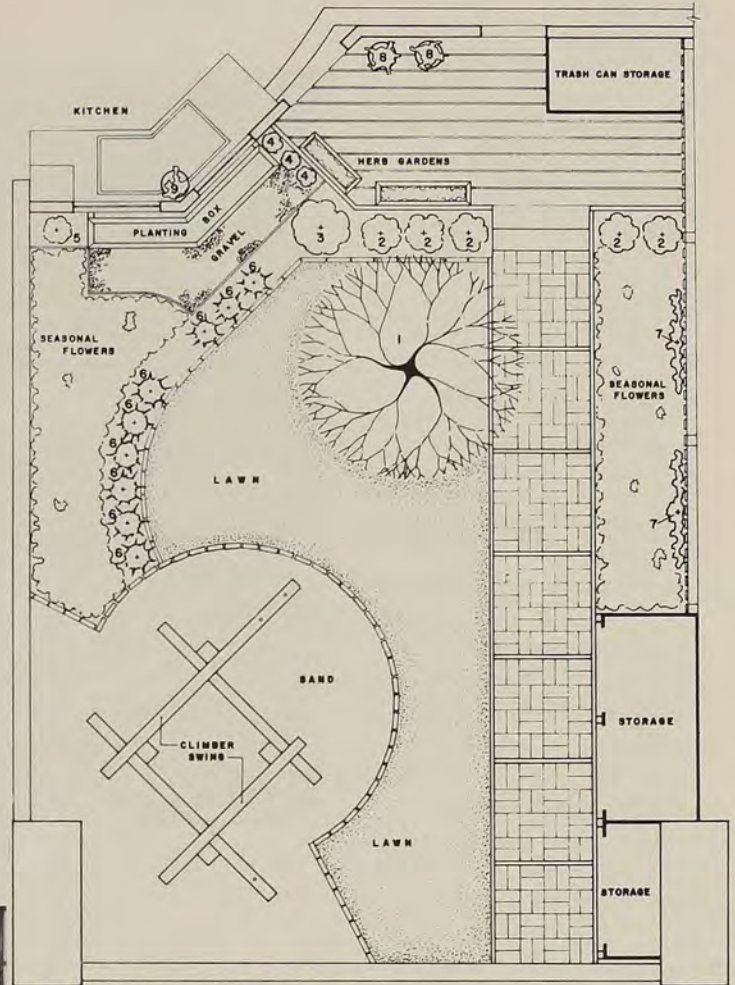 8
8
TRASH CAN STORAGE
KITCHEN
4
4
4
HERB GARDENS
9
BOX
PLANTING
GRAVEL
5
3
2
2
2
2
2
6
6
6
1
SEASONAL
FLOWERS
7
SEASONAL
FLOWERS
6
6
6
6
6
LAWN
7
SAND
CLIMBER
SWING
STORAGE
LAWN
STORAGE